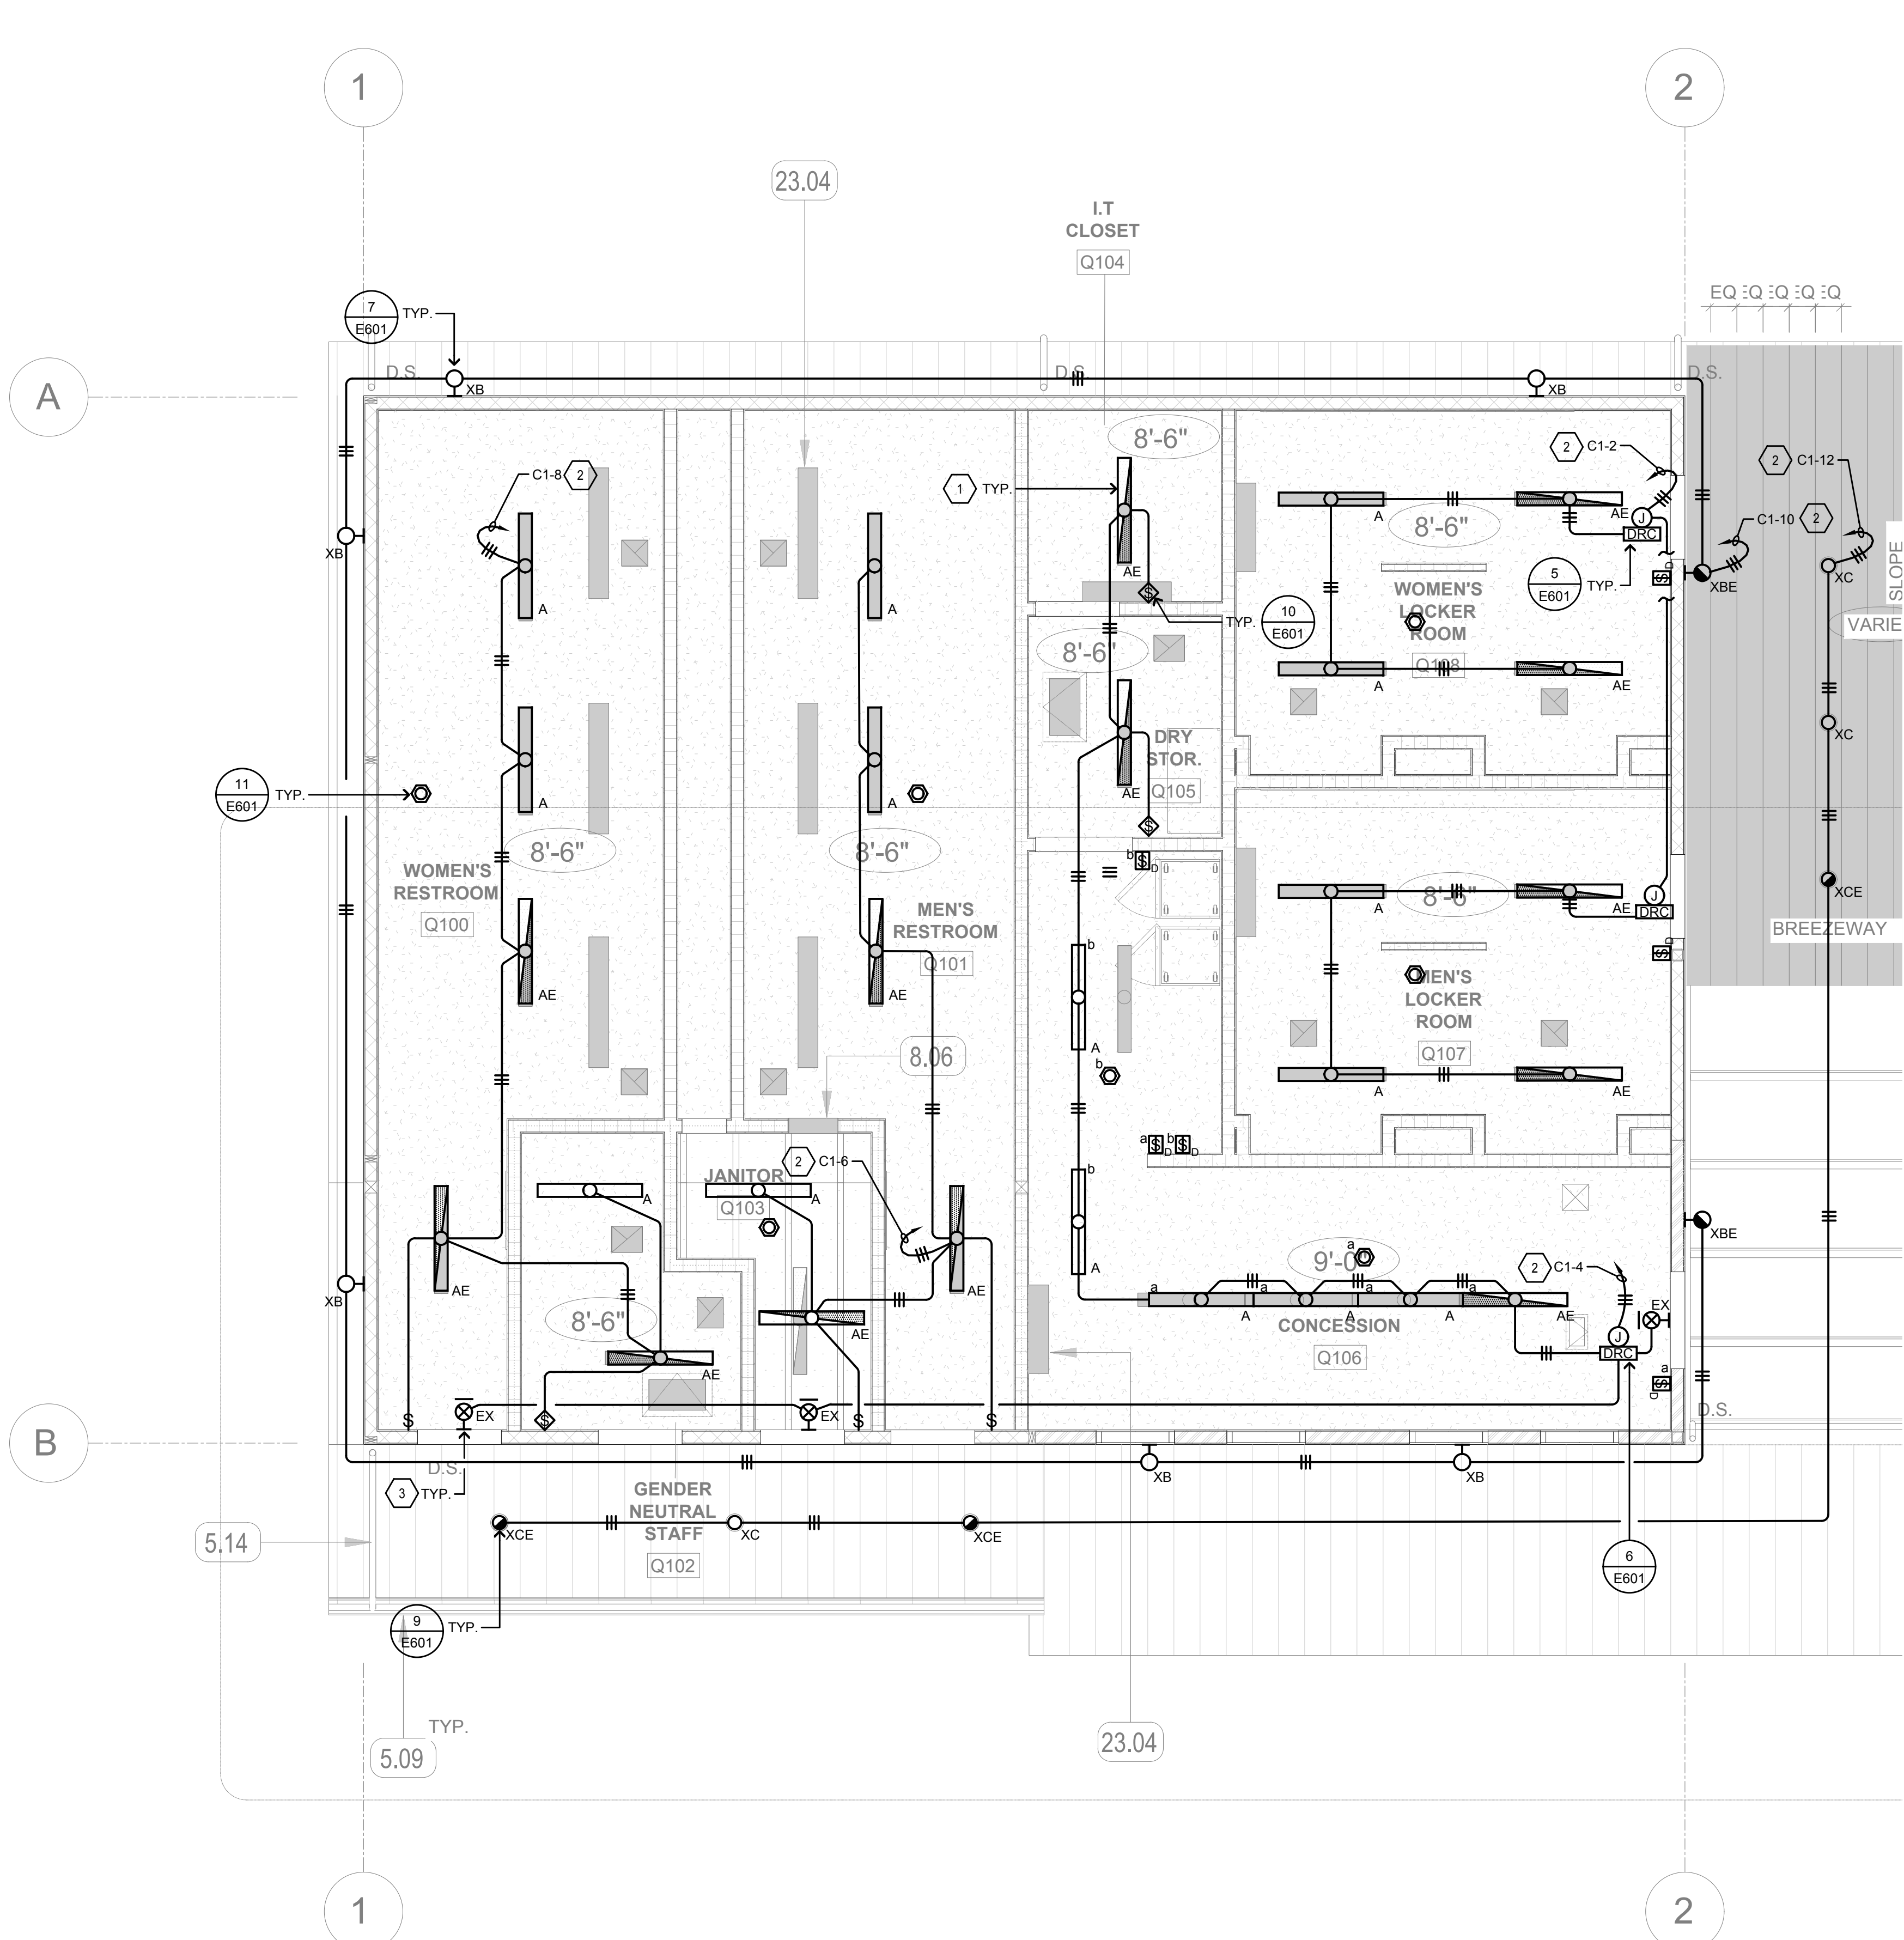 1
2
23.04
I.T
CLOSET
Q104
EQ
EQ
EQ
EQ
EQ
7
E601
TYP.
A
D.S.
D.S.
D.S.
XB
XB
8'-6"
C1-8
2
1
TYP.
2
C1-2
2
C1-12
C1-10
2
XB
A
A
AE
A
AE
J
DRC
D
XBE
XC
SLOPE
5
E601
TYP.
8'-6"
S
S
10
E601
TYP.
WOMEN'S
LOCKER
ROOM
Q108
VARIE
8'-6"
A
AE
XC
DRY
STOR.
Q105
AE
11
E601
TYP.
A
A
S
8'-6"
8'-6"
b
S
D
WOMEN'S
RESTROOM
Q100
MEN'S
RESTROOM
Q101
8'-6"
A
AE
J
DRC
XCE
BREEZEWAY
b
D
S
AE
AE
MEN'S
LOCKER
ROOM
Q107
8.06
A
b
A
AE
a
S
D
b
S
D
2
C1-6
JANITOR
Q103
A
A
b
XBE
9'-0"
a
2
C1-4
XB
AE
A
a
a
a
a
EX
8'-6"
AE
A
A
A
AE
CONCESSION
Q106
J
DRC
AE
a
S
D
S
EX
S
EX
S
S
B
D.S.
D.S.
3
TYP.
XB
XB
GENDER
NEUTRAL
STAFF
Q102
XCE
XC
XCE
5.14
6
E601
9
E601
TYP.
TYP.
5.09
23.04
1
2